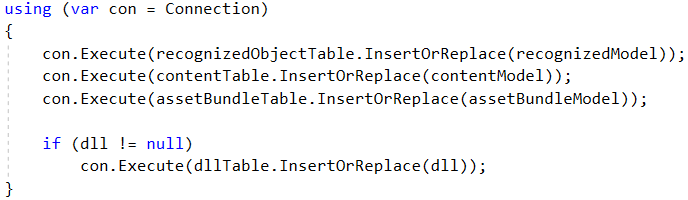 using (var con = Connection)
{
    con.Execute(recognizedObjectTable.InsertOrReplace(recognizedModel));
    con.Execute(contentTable.InsertOrReplace(contentModel));
    con.Execute(assetBundleTable.InsertOrReplace(assetBundleModel));

    if (dll != null)
        con.Execute(dllTable.InsertOrReplace(dll));
}